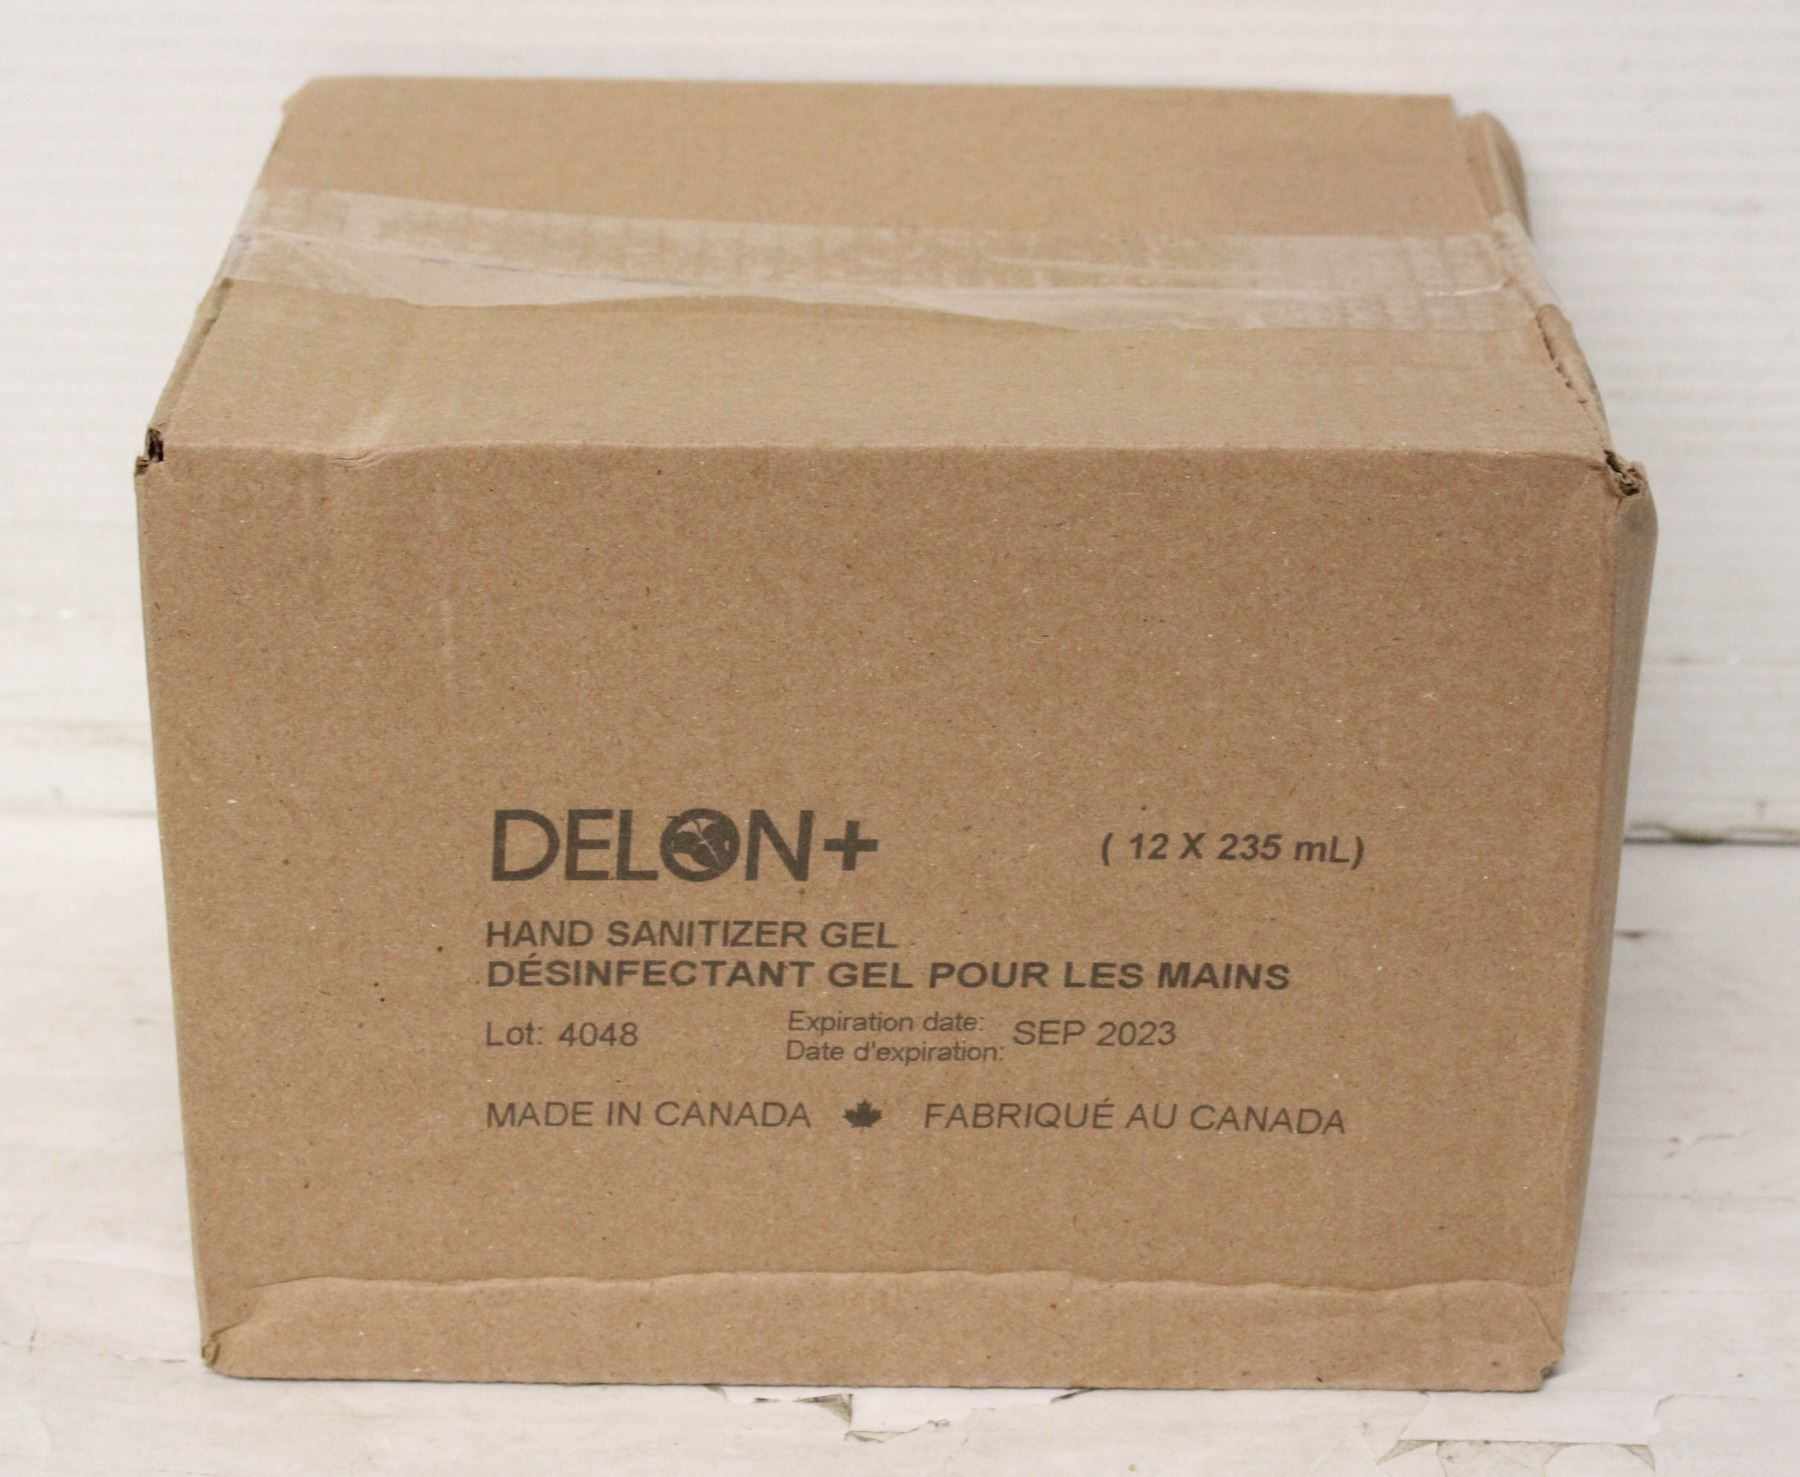 DELON+ ( 12 X 235 mL)
HAND SANITIZER GEL
DÉSINFECTANT GEL POUR LES MAINS
Lot: 4048 Expiration date: SEP 2023
Date d'expiration:
MADE IN CANADA FABRIQUÉ AU CANADA